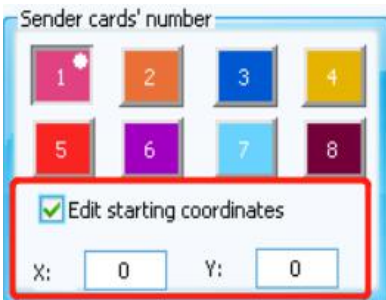 Sender cards' number
1 2 3 4
5 6 7 8
Edit starting coordinates
X: 0 Y: 0